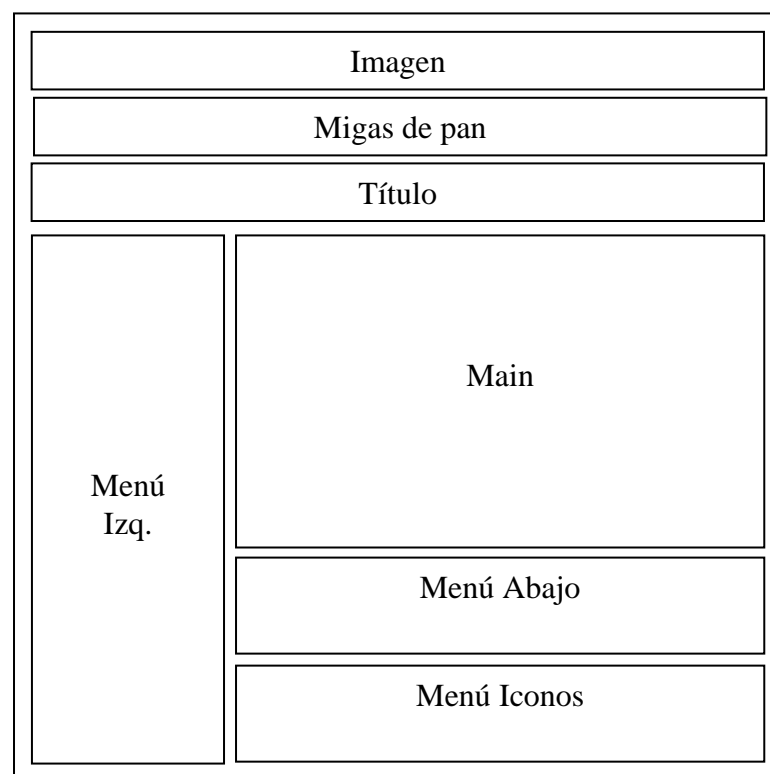 Imagen
Migas de pan
Título
Menú
Izq.
Main
Menú Abajo
Menú Iconos